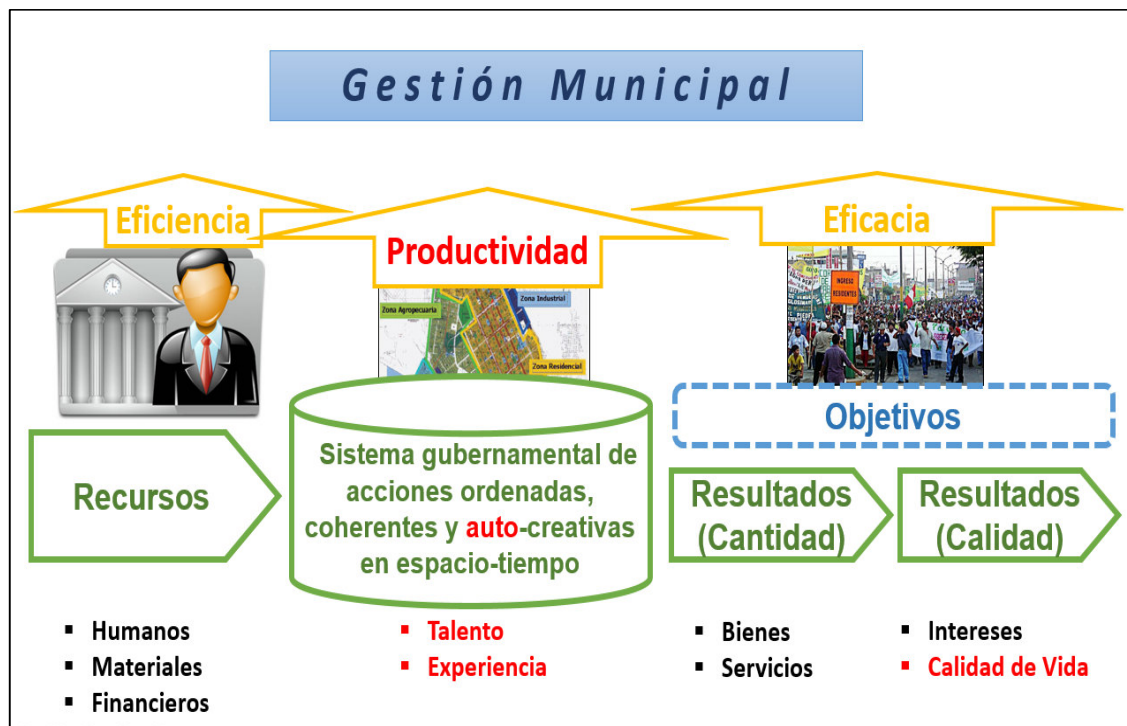 Gestión Municipal
Eficiencia
Productividad
Eficacia
Zona Agropecuaria
Zona Industrial
Zona Residencial
INGRESO
RESIDENTES
Objetivos
Recursos
Sistema gubernamental de
acciones ordenadas,
coherentes y auto-creativas
en espacio-tiempo
Resultados
(Cantidad)
Resultados
(Calidad)
▪ Humanos
▪ Materiales
▪ Financieros
▪ Talento
▪ Experiencia
▪ Bienes
▪ Servicios
▪ Intereses
▪ Calidad de Vida